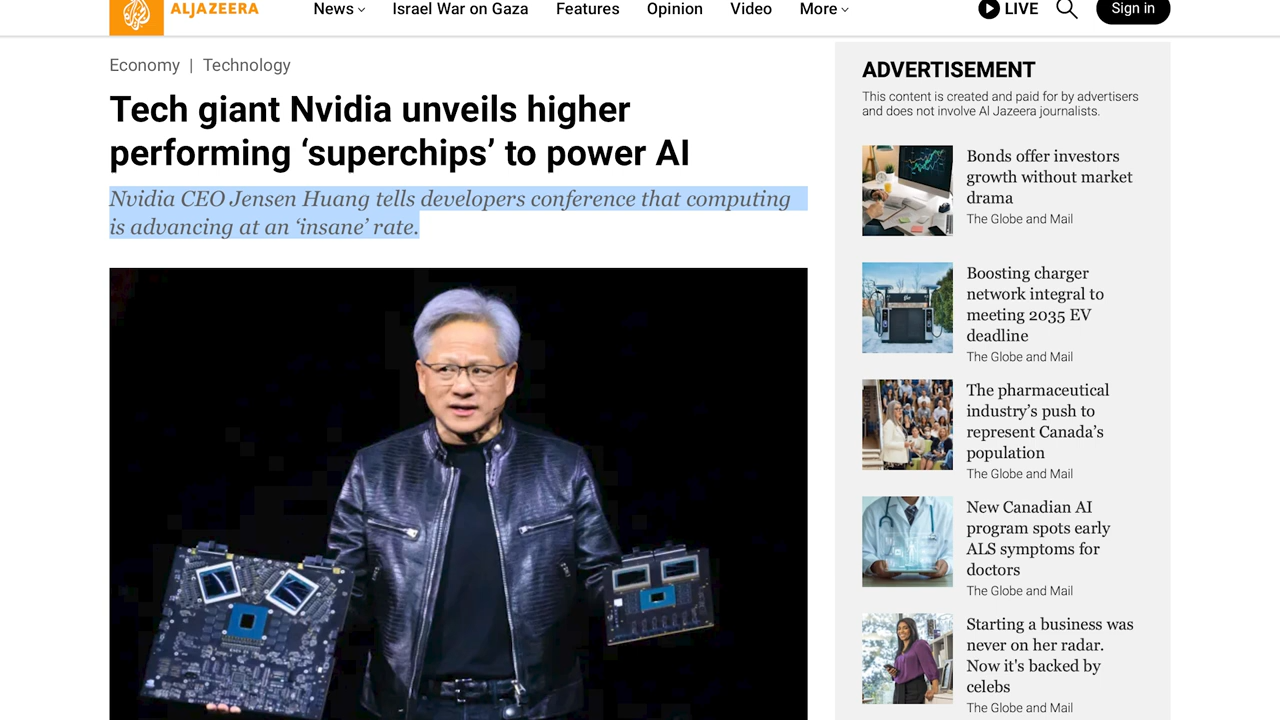 ALJAZEERA
News
Israel War on Gaza
Features
Opinion
Video
More
LIVE
Sign in
Economy | Technology
Tech giant Nvidia unveils higher
performing ‘superchips’ to power AI
Nvidia CEO Jensen Huang tells developers conference that computing
is advancing at an ‘insane’ rate.
ADVERTISEMENT
This content is created and paid for by advertisers
and does not involve Al Jazeera journalists.
Bonds offer investors
growth without market
drama
The Globe and Mail
Boosting charger
network integral to
meeting 2035 EV
deadline
The Globe and Mail
The pharmaceutical
industry’s push to
represent Canada’s
population
The Globe and Mail
New Canadian AI
program spots early
ALS symptoms for
doctors
The Globe and Mail
Starting a business was
never on her radar.
Now it's backed by
celebs
The Globe and Mail